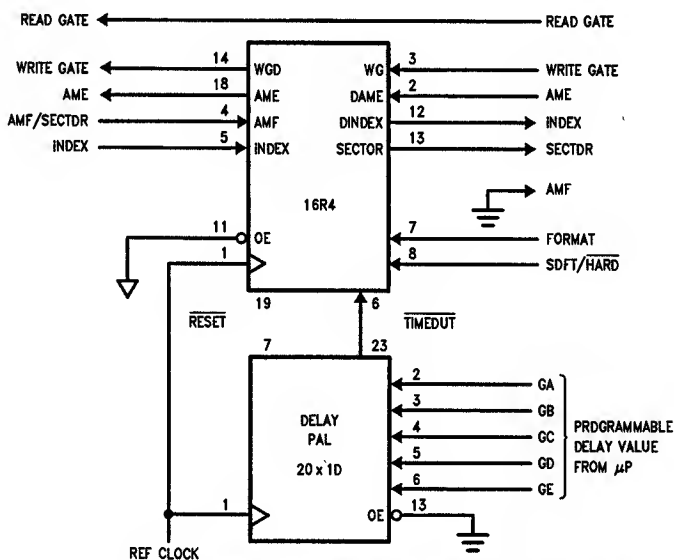 READ GATE READ GATE
14 3
WRITE GATE WGD WG WRITE GATE
18 2
AME AME DAME AME
4 12
AMF/SECTDR AMF DINDEX INDEX
5 13
INDEX INDEX SECTOR SECTDR
AMF
16R4
11 7
OE FORMAT
1 8
SDFT/HARD
19 6
RESET TIMEDUT
7 23
2
GA
3
GB
DELAY 4 PRDGRAMMABLE
PAL GC DELAY VALUE
5 FROM μP
20 x 1D GD
6
GE
1 OE 13
REF CLOCK